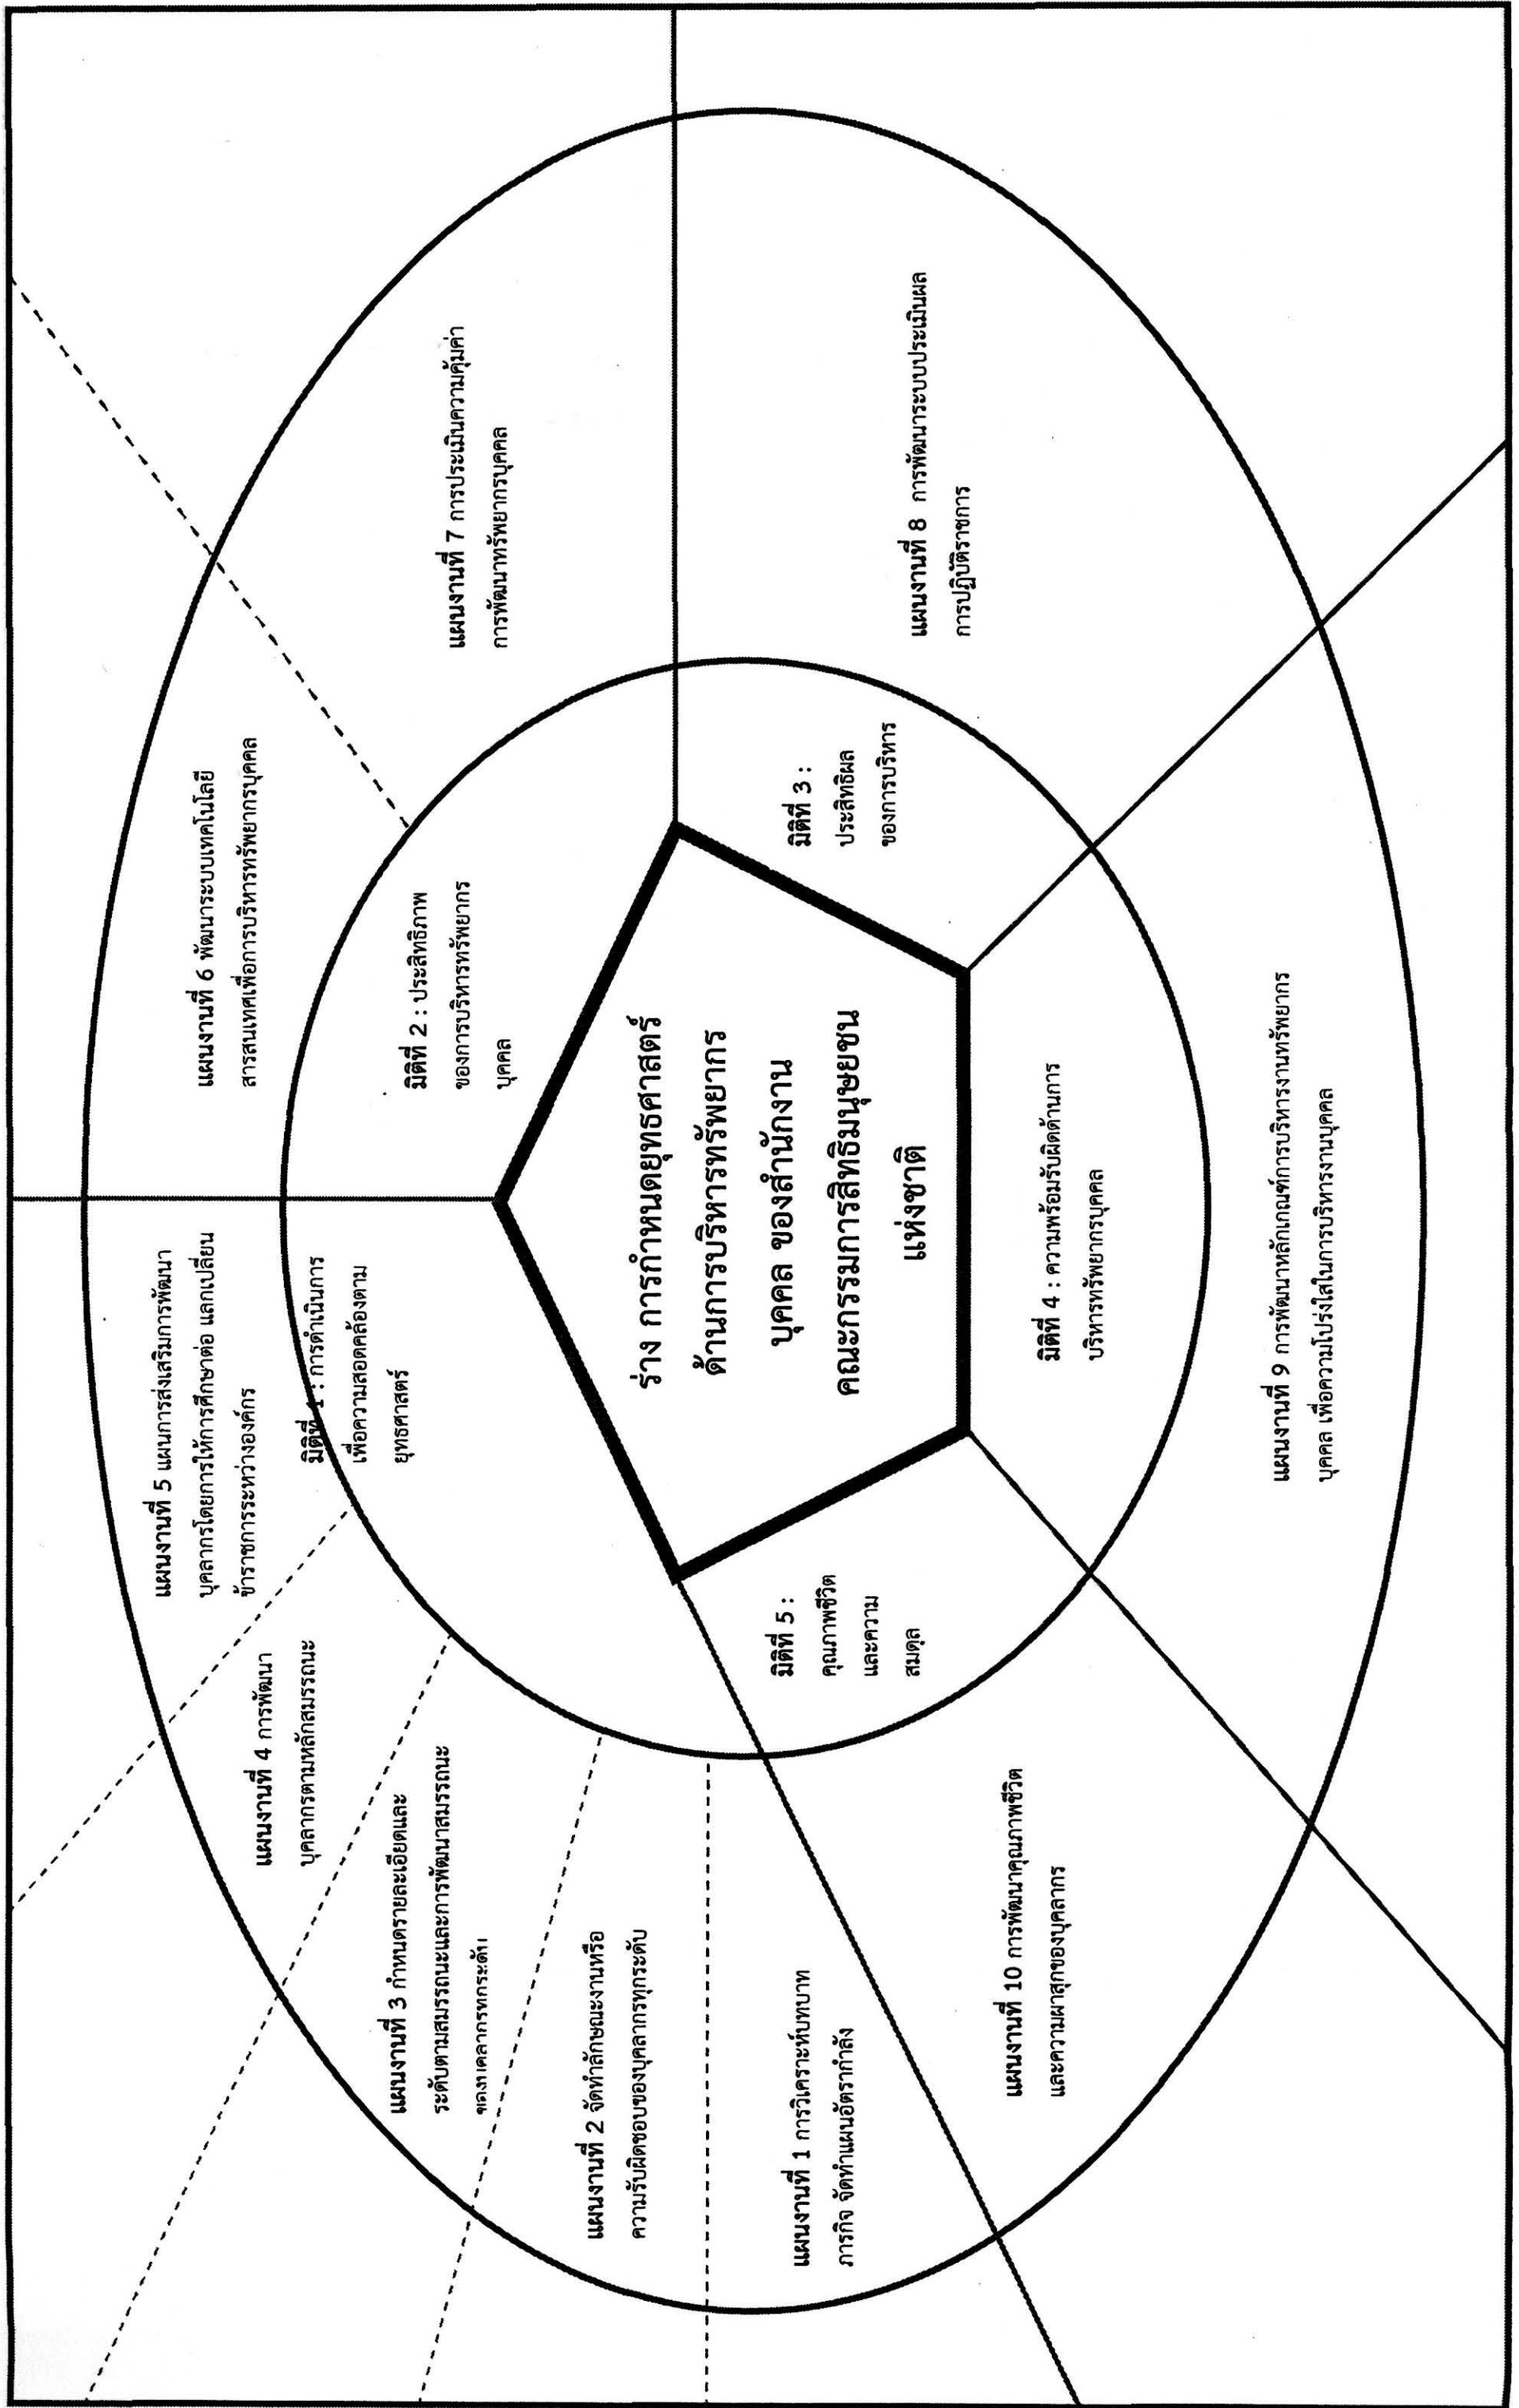 ร่าง การกำหนดยุทธศาสตร์
ด้านการบริหารทรัพยากร
บุคคล ของสำนักงาน
คณะกรรมการสิทธิมนุษยชน
แห่งชาติ
มิติที่ 1 : การดำเนินการ
เพื่อความสอดคล้องตาม
ยุทธศาสตร์
มิติที่ 2 : ประสิทธิภาพ
ของการบริหารทรัพยากร
บุคคล
มิติที่ 3 :
ประสิทธิผล
ของการบริหาร
มิติที่ 4 : ความพร้อมรับผิดด้านการ
บริหารทรัพยากรบุคคล
มิติที่ 5 :
คุณภาพชีวิต
และความ
สมดุล
แผนงานที่ 1 การวิเคราะห์บทบาท
ภารกิจ จัดทำแผนอัตรากำลัง
แผนงานที่ 2 จัดทำลักษณะงานหรือ
ความรับผิดชอบของบุคลากรทุกระดับ
แผนงานที่ 3 กำหนดรายละเอียดและ
ระดับตามสมรรถนะและการพัฒนาสมรรถนะ
ของบุคลากรทุกระดับ
แผนงานที่ 4 การพัฒนา
บุคลากรตามหลักสมรรถนะ
แผนงานที่ 5 แผนการส่งเสริมการพัฒนา
บุคลากรโดยการให้การศึกษาต่อ แลกเปลี่ยน
ข้าราชการระหว่างองค์กร
แผนงานที่ 6 พัฒนาระบบเทคโนโลยี
สารสนเทศเพื่อการบริหารทรัพยากรบุคคล
แผนงานที่ 7 การประเมินความคุ้มค่า
การพัฒนาทรัพยากรบุคคล
แผนงานที่ 8 การพัฒนาระบบประเมินผล
การปฏิบัติราชการ
แผนงานที่ 9 การพัฒนาหลักเกณฑ์การบริหารงานทรัพยากร
บุคคล เพื่อความโปร่งใสในการบริหารงานบุคคล
แผนงานที่ 10 การพัฒนาคุณภาพชีวิต
และความผาสุกของบุคลากร